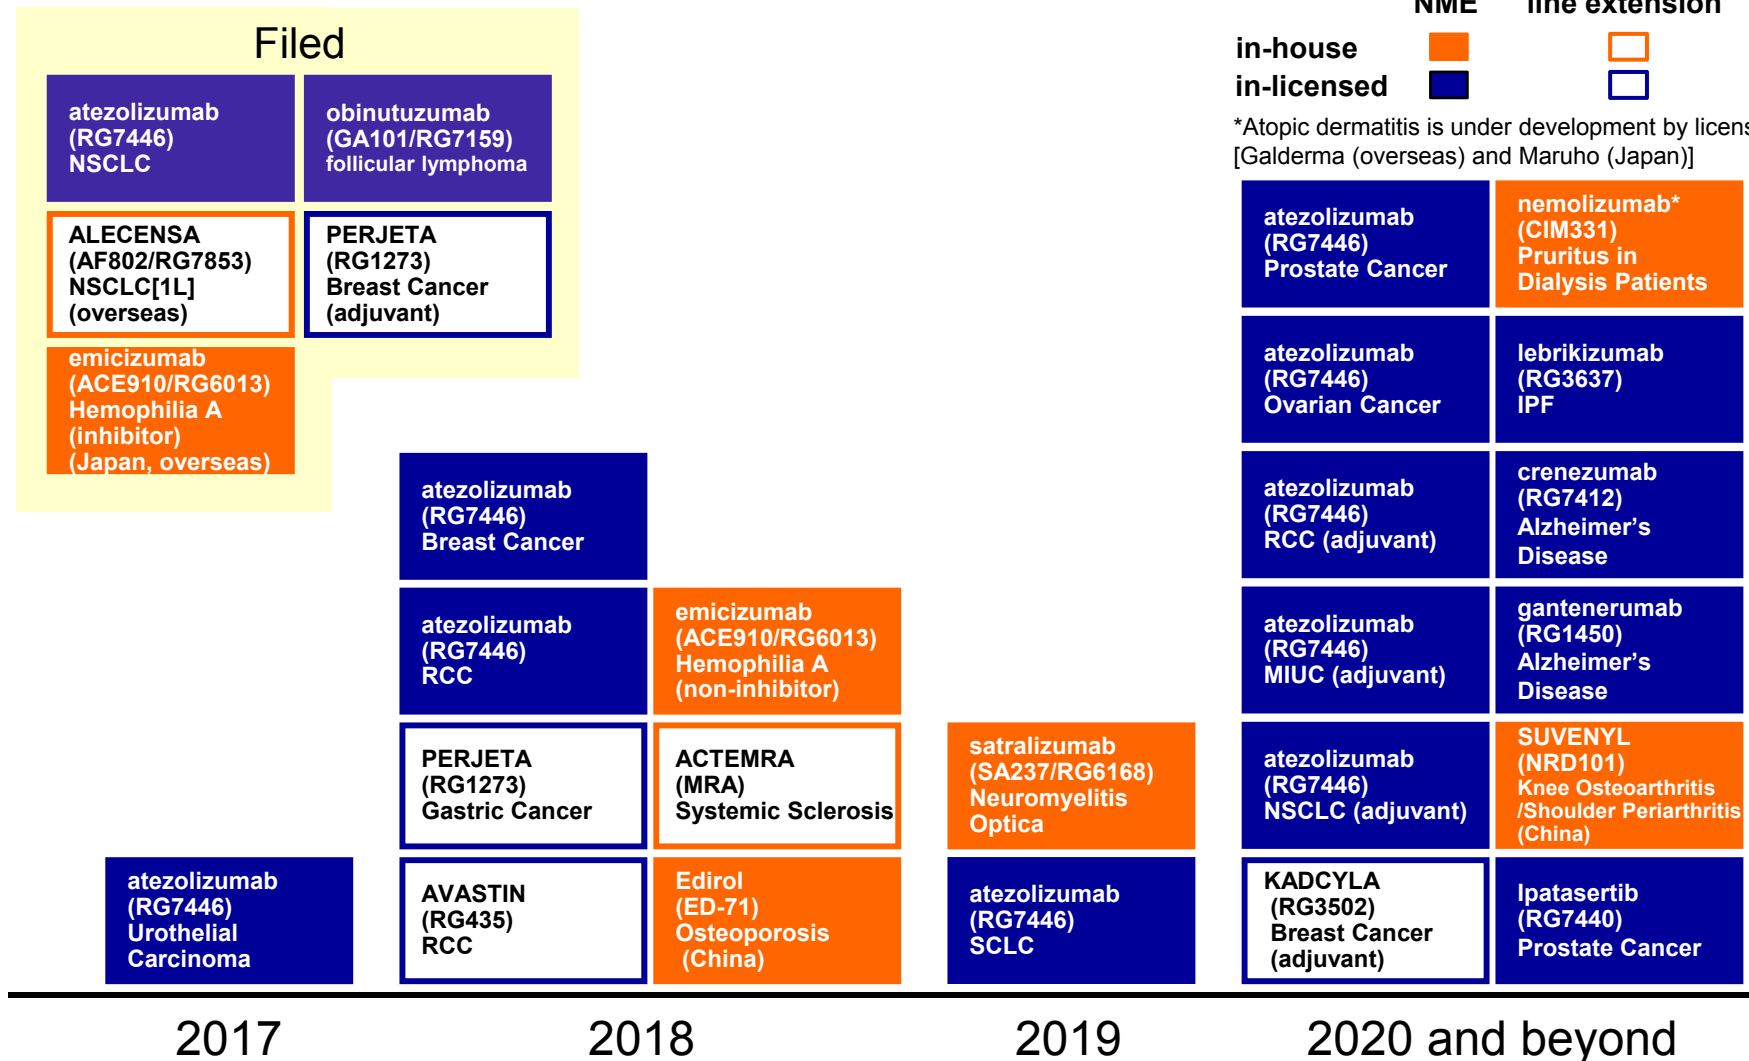 Filed
NME line extension
in-house
in-licensed
*Atopic dermatitis is under development by
[Galderma (overseas) and Maruho (Japan)]
atezolizumab
(RG7446)
NSCLC
obinutuzumab
(GA101/RG7159)
follicular lymphoma
ALECENSA
(AF802/RG7853)
NSCLC[1L]
(overseas)
PERJETA
(RG1273)
Breast Cancer
(adjuvant)
emicizumab
(ACE910/RG6013)
Hemophilia A
(inhibitor)
(Japan, overseas)
atezolizumab
(RG7446)
Urothelial
Carcinoma
atezolizumab
(RG7446)
Breast Cancer
atezolizumab
(RG7446)
RCC
emicizumab
(ACE910/RG6013)
Hemophilia A
(non-inhibitor)
PERJETA
(RG1273)
Gastric Cancer
ACTEMRA
(MRA)
Systemic Sclerosis
AVASTIN
(RG435)
RCC
Edirol
(ED-71)
Osteoporosis
(China)
satralizumab
(SA237/RG6168)
Neuromyelitis
Optica
atezolizumab
(RG7446)
SCLC
atezolizumab
(RG7446)
Prostate Cancer
nemolizumab*
(CIM331)
Pruritus in
Dialysis Patients
atezolizumab
(RG7446)
Ovarian Cancer
lebrikizumab
(RG3637)
IPF
atezolizumab
(RG7446)
RCC (adjuvant)
crenezumab
(RG7412)
Alzheimer's
Disease
atezolizumab
(RG7446)
MIUC (adjuvant)
gantenerumab
(RG1450)
Alzheimer's
Disease
atezolizumab
(RG7446)
NSCLC (adjuvant)
SUVENYL
(NRD101)
Knee Osteoarthritis
/Shoulder Periarthritis
(China)
KADCYLA
(RG3502)
Breast Cancer
(adjuvant)
Ipatasertib
(RG7440)
Prostate Cancer
2017
2018
2019
2020 and beyond